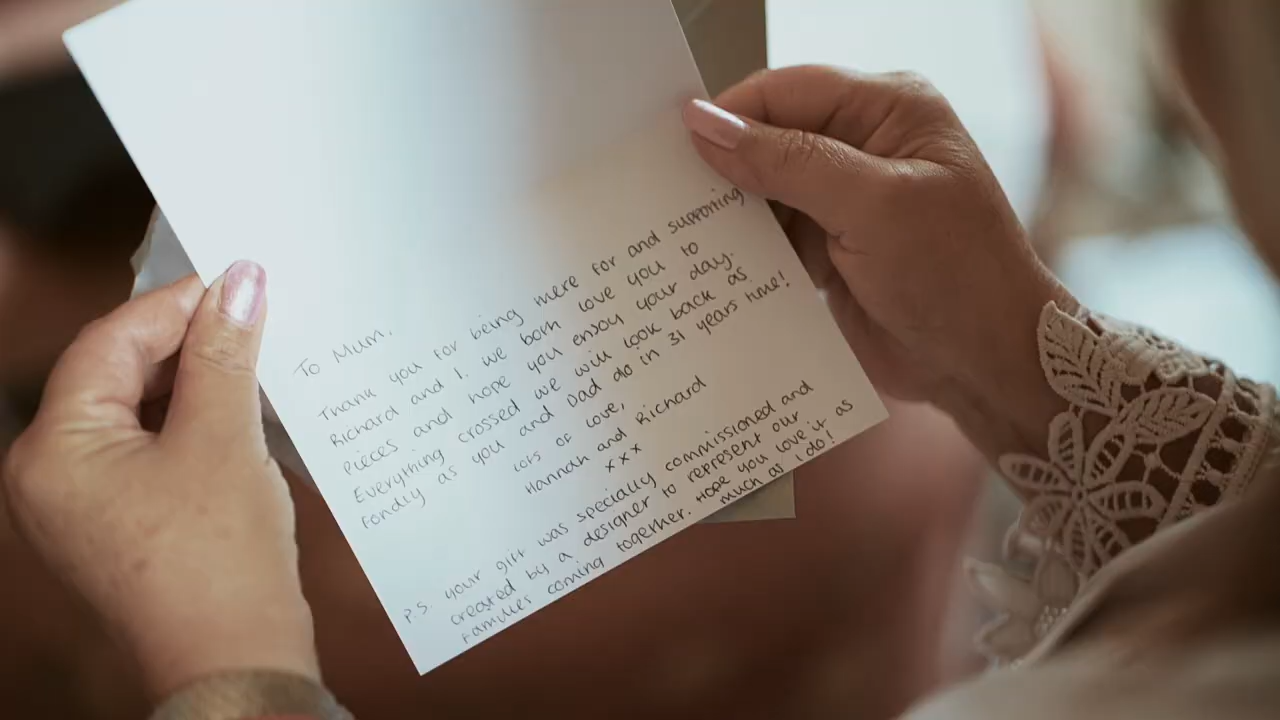 To Mum,
Thank you for being there for and supporting
Richard and I. We both love you to
pieces and hope you enjoy your day.
Everything crossed we will look back as
fondly as you and Dad do in 31 years time!
Lots of love,
Hannah and Richard
xxx
P.S. your gift was specially commissioned and
created by a designer to represent our
families coming together. Hope you love it as
much as I do!